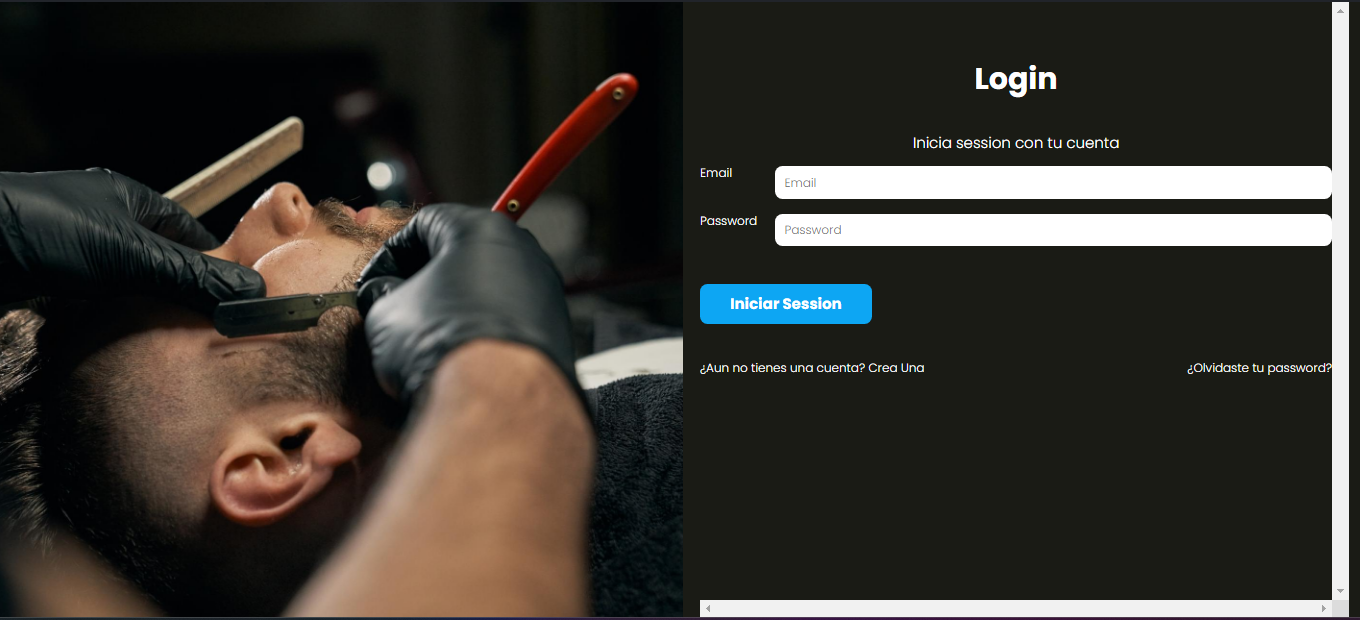 Login
Inicia session con tu cuenta
Email
Email
Password
Password
Iniciar Session
¿Aun no tienes una cuenta? Crea Una
¿Olvidaste tu password?